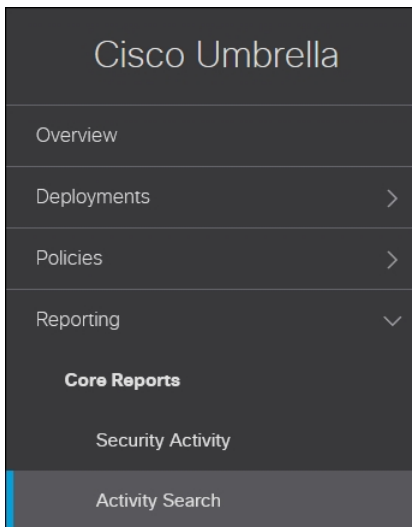 Cisco Umbrella
Overview
Deployments
Policies
Reporting
Core Reports
Security Activity
Activity Search